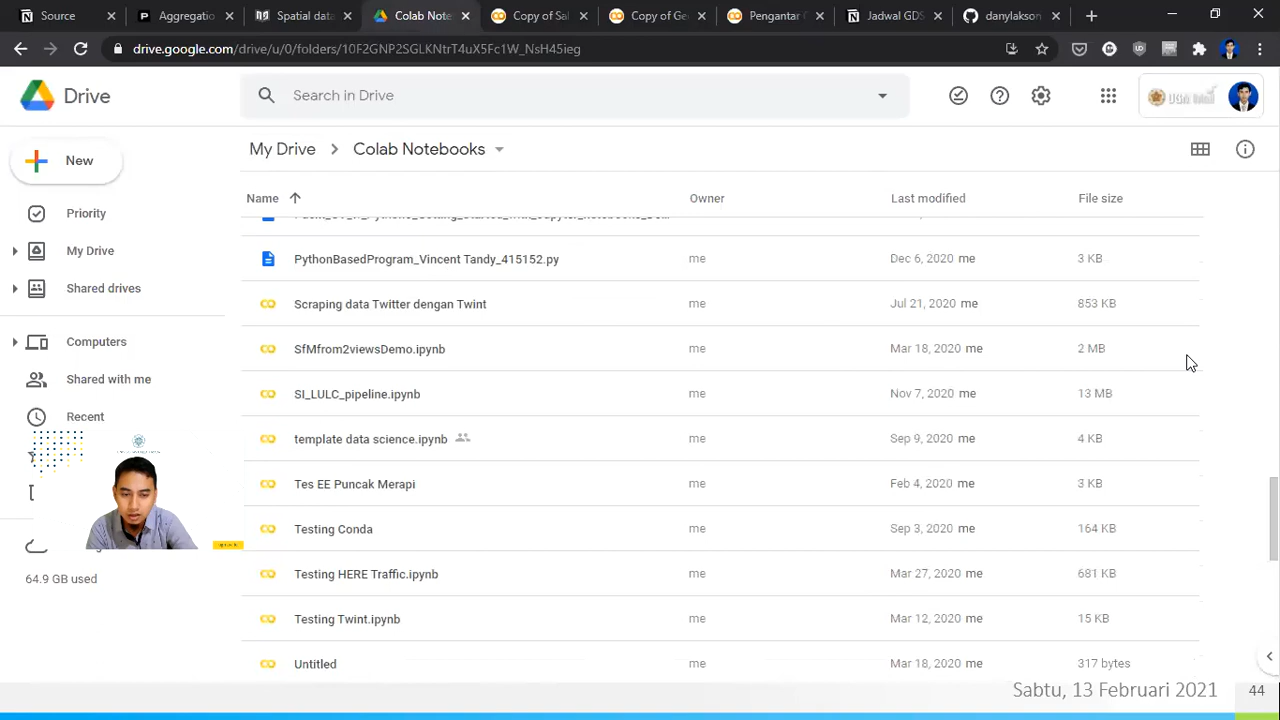 Source
Aggregatio
Spatial data
Colab Note
Copy of Sal
Copy of Ge
Pengantar
Jadwal GDS
danylakson
drive.google.com/drive/u/0/folders/10F2GNP2SGLKNtrT4uX5Fc1W_NsH45ieg
Drive
Search in Drive
UGM
New
My Drive > Colab Notebooks
Name
Owner
Last modified
File size
Priority
My Drive
Shared drives
Computers
Shared with me
Recent
64.9 GB used
PythonBasedProgram_Vincent Tandy_415152.py me Dec 6, 2020 me 3 KB
Scraping data Twitter dengan Twint me Jul 21, 2020 me 853 KB
SfMfrom2viewsDemo.ipynb me Mar 18, 2020 me 2 MB
SI_LULC_pipeline.ipynb me Nov 7, 2020 me 13 MB
template data science.ipynb me Sep 9, 2020 me 4 KB
Tes EE Puncak Merapi me Feb 4, 2020 me 3 KB
Testing Conda me Sep 3, 2020 me 164 KB
Testing HERE Traffic.ipynb me Mar 27, 2020 me 681 KB
Testing Twint.ipynb me Mar 12, 2020 me 15 KB
Untitled me Mar 18, 2020 me 317 bytes
Sabtu, 13 Februari 2021
44